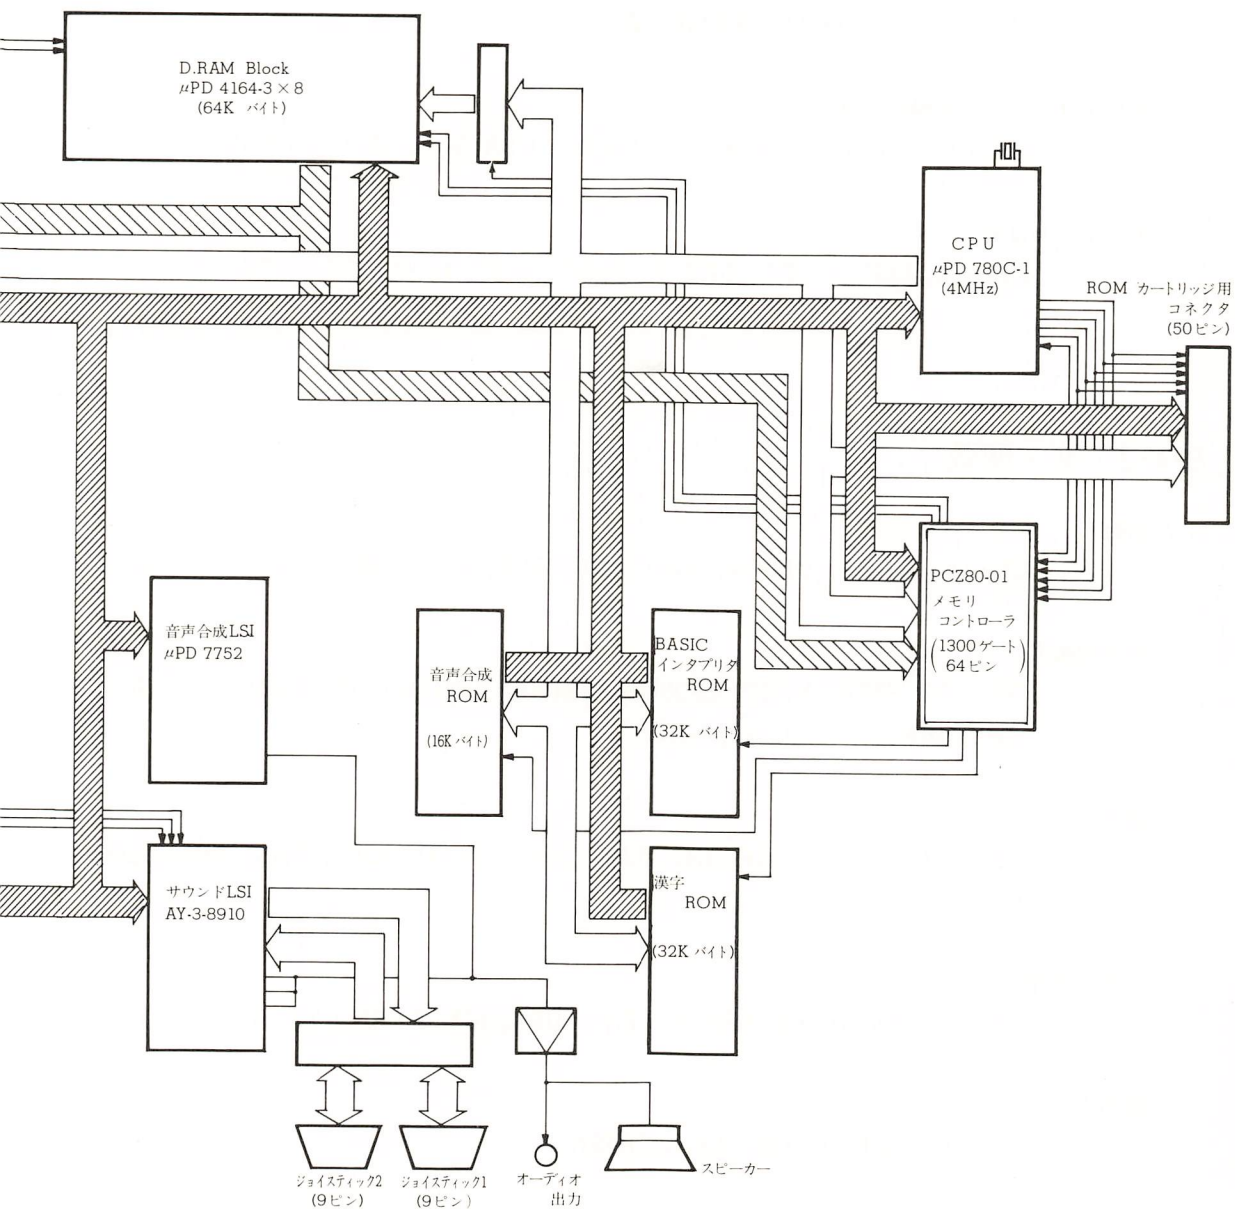 D.RAM Block
μPD 4164-3×8
(64K バイト)
CPU
μPD 780C-1
(4MHz)
ROM カートリッジ用
コネクタ
(50ピン)
PCZ80-01
メモリ
コントローラ
(1300ゲート
64ピン)
音声合成LSI
μPD 7752
音声合成
ROM
(16K バイト)
BASIC
インタプリタ
ROM
(32K バイト)
サウンドLSI
AY-3-8910
漢字
ROM
(32K バイト)
ジョイスティック2
(9ピン)
ジョイスティック1
(9ピン)
オーディオ
出力
スピーカー